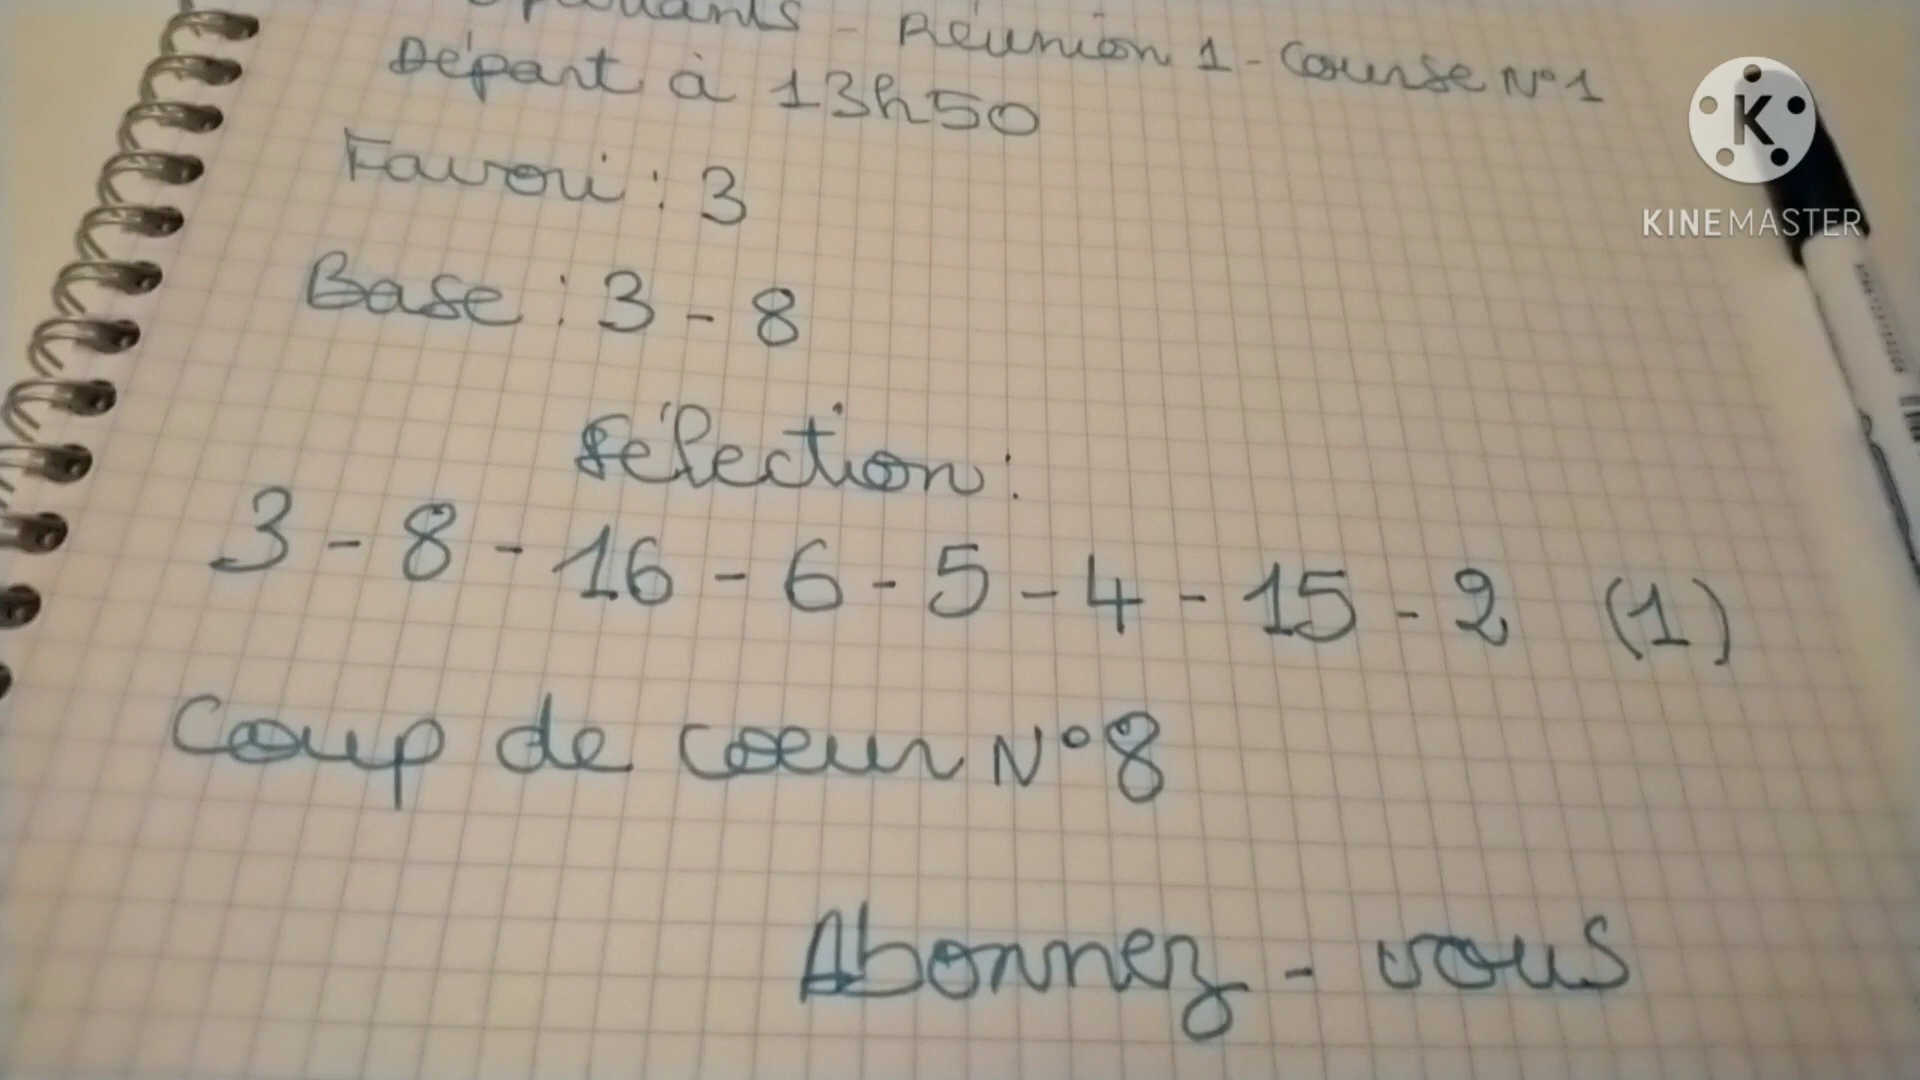 - Réunion 1 - Course N°1
Départ à 13h50
Favori : 3
Base : 3 - 8
Sélection :
3 - 8 - 16 - 6 - 5 - 4 - 15 - 2 (1)
Coup de coeur N°8
Abonnez - vous
K
KINEMASTER